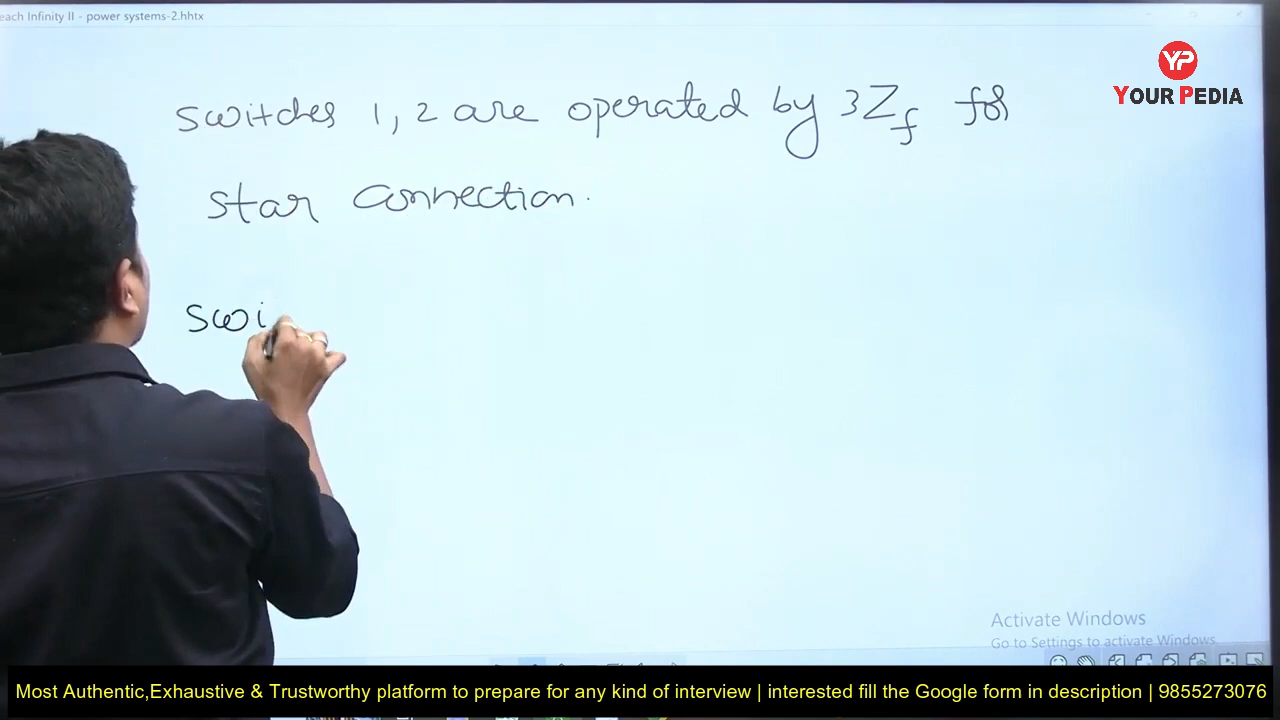 each Infinity II - power systems-2.hhtx
YP
YOUR PEDIA
switches 1, 2 are operated by 3Zf for
star connection.
swi
Activate Windows
Go to Settings to activate Windows.
Most Authentic,Exhaustive & Trustworthy platform to prepare for any kind of interview | interested fill the Google form in description | 9855273076